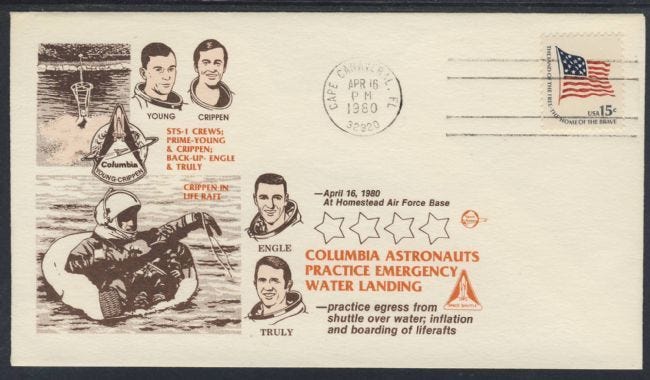 YOUNG
CRIPPEN
STS-1 CREWS;
PRIME-YOUNG
& CRIPPEN;
BACK-UP- ENGLE
& TRULY
Columbia
YOUNG-CRIPPEN
CRIPPEN IN
LIFE RAFT
ENGLE
TRULY
CAPE CANAVERAL, FL
APR 16
PM
1980
32920
THE LAND OF THE FREE, THE HOME OF THE BRAVE
USA 15c
—April 16, 1980
At Homestead Air Force Base
COLUMBIA ASTRONAUTS
PRACTICE EMERGENCY
WATER LANDING
SPACE SHUTTLE
—practice egress from
shuttle over water; inflation
and boarding of liferafts